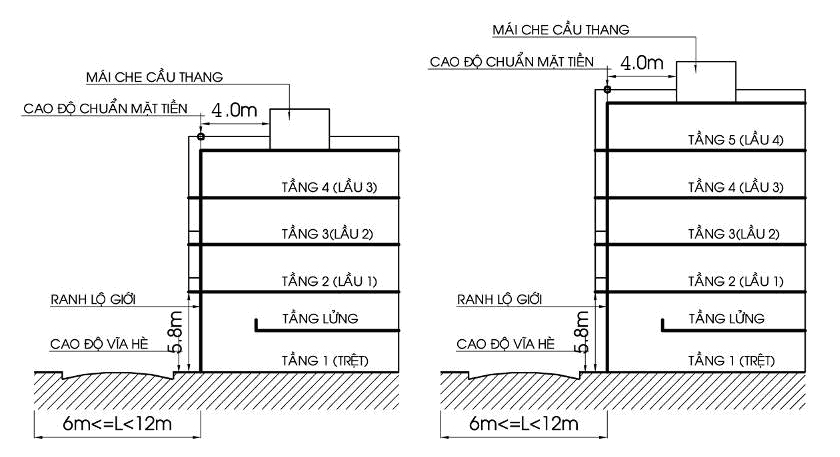 MÁI CHE CẦU THANG
CAO ĐỘ CHUẨN MẶT TIỀN
4.0m
TẦNG 4 (LẦU 3)
TẦNG 3(LẦU 2)
TẦNG 2 (LẦU 1)
RANH LỘ GIỚI
TẦNG LỬNG
5.8m
CAO ĐỘ VĨA HÈ
TẦNG 1 (TRỆT)
6m<=L<12m
MÁI CHE CẦU THANG
CAO ĐỘ CHUẨN MẶT TIỀN
4.0m
TẦNG 5 (LẦU 4)
TẦNG 4 (LẦU 3)
TẦNG 3(LẦU 2)
TẦNG 2 (LẦU 1)
RANH LỘ GIỚI
TẦNG LỬNG
5.8m
CAO ĐỘ VĨA HÈ
TẦNG 1 (TRỆT)
6m<=L<12m